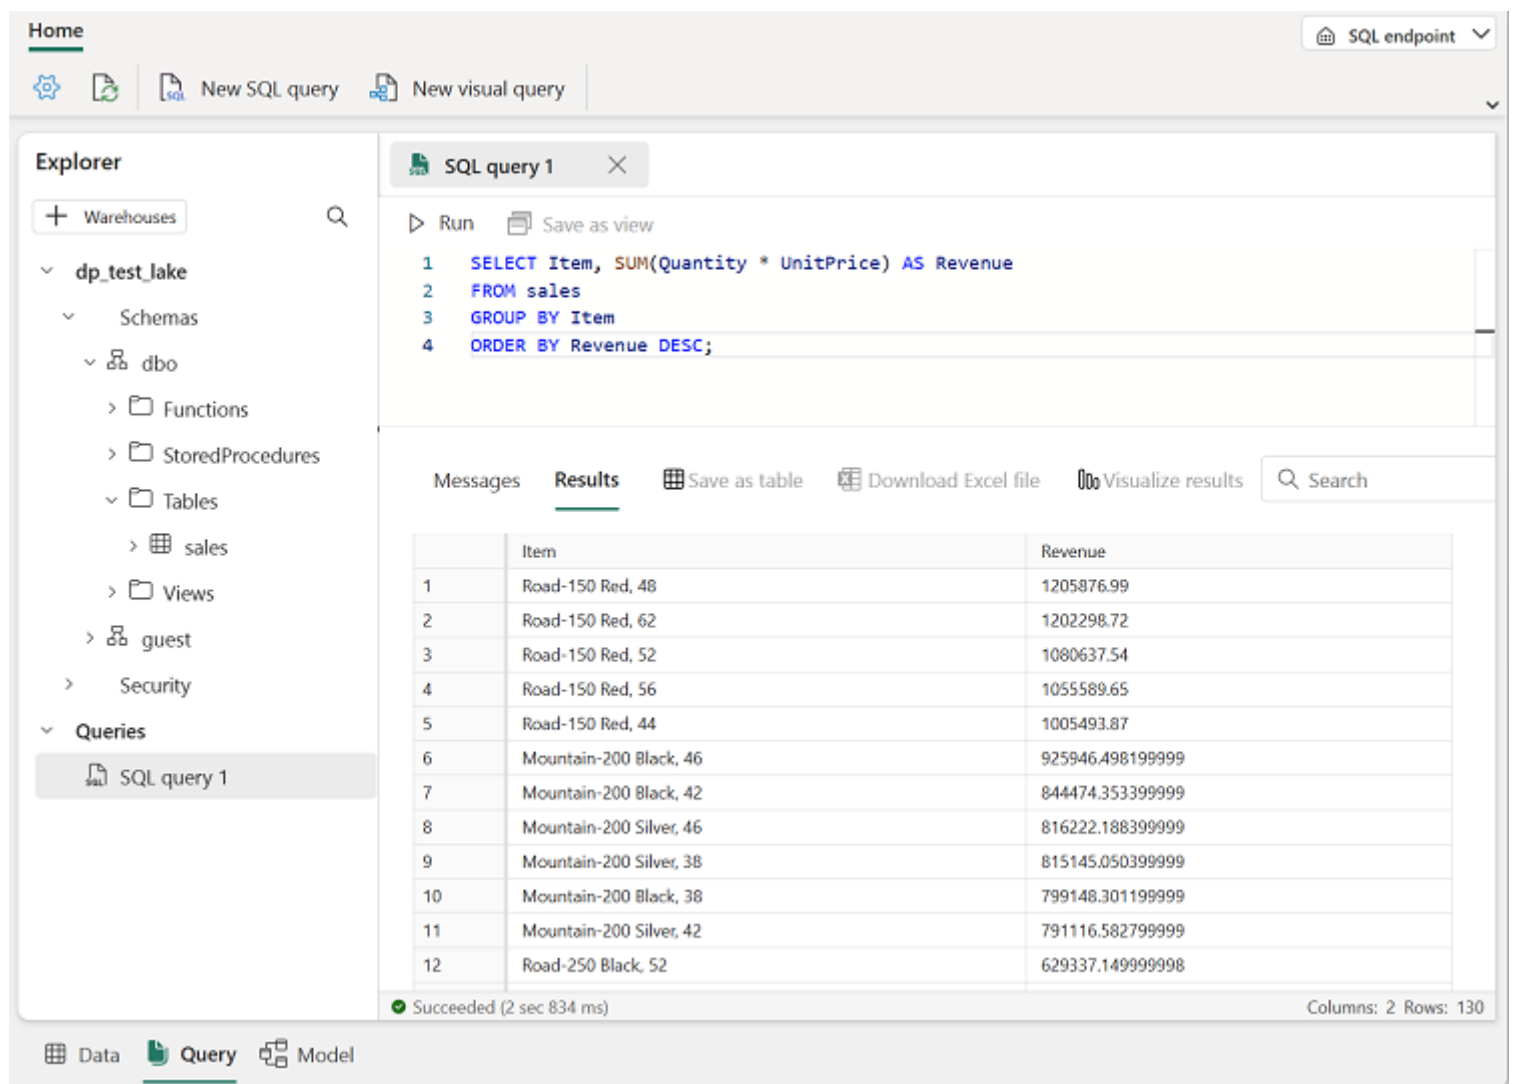 Home
SQL endpoint
New SQL query
New visual query
Explorer
+ Warehouses
dp_test_lake
Schemas
dbo
Functions
StoredProcedures
Tables
sales
Views
guest
Security
Queries
SQL query 1
SQL query 1
Run
Save as view
1 SELECT Item, SUM(Quantity * UnitPrice) AS Revenue
2 FROM sales
3 GROUP BY Item
4 ORDER BY Revenue DESC;
Messages Results Save as table Download Excel file Visualize results Search
Item Revenue
1 Road-150 Red, 48 1205876.99
2 Road-150 Red, 62 1202298.72
3 Road-150 Red, 52 1080637.54
4 Road-150 Red, 56 1055589.65
5 Road-150 Red, 44 1005493.87
6 Mountain-200 Black, 46 925946.498199999
7 Mountain-200 Black, 42 844474.353399999
8 Mountain-200 Silver, 46 816222.188399999
9 Mountain-200 Silver, 38 815145.050399999
10 Mountain-200 Black, 38 799148.301199999
11 Mountain-200 Silver, 42 791116.582799999
12 Road-250 Black, 52 629337.149999998
Succeeded (2 sec 834 ms)
Columns: 2 Rows: 130
Data Query Model